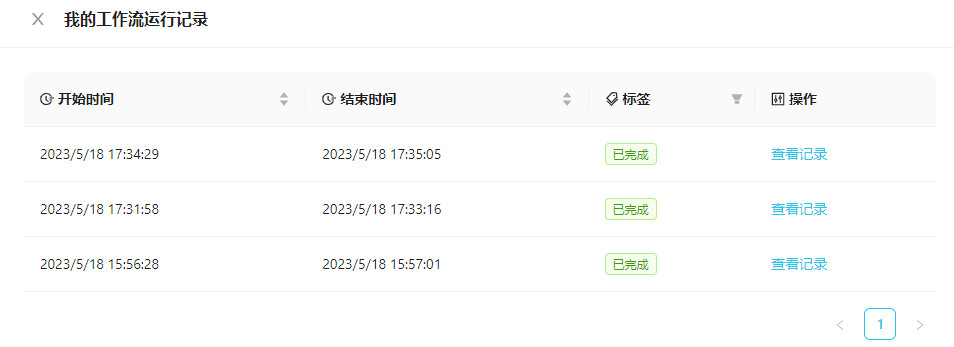 我的工作流运行记录
开始时间 结束时间 标签 操作
2023/5/18 17:34:29 2023/5/18 17:35:05 已完成 查看记录
2023/5/18 17:31:58 2023/5/18 17:33:16 已完成 查看记录
2023/5/18 15:56:28 2023/5/18 15:57:01 已完成 查看记录
1